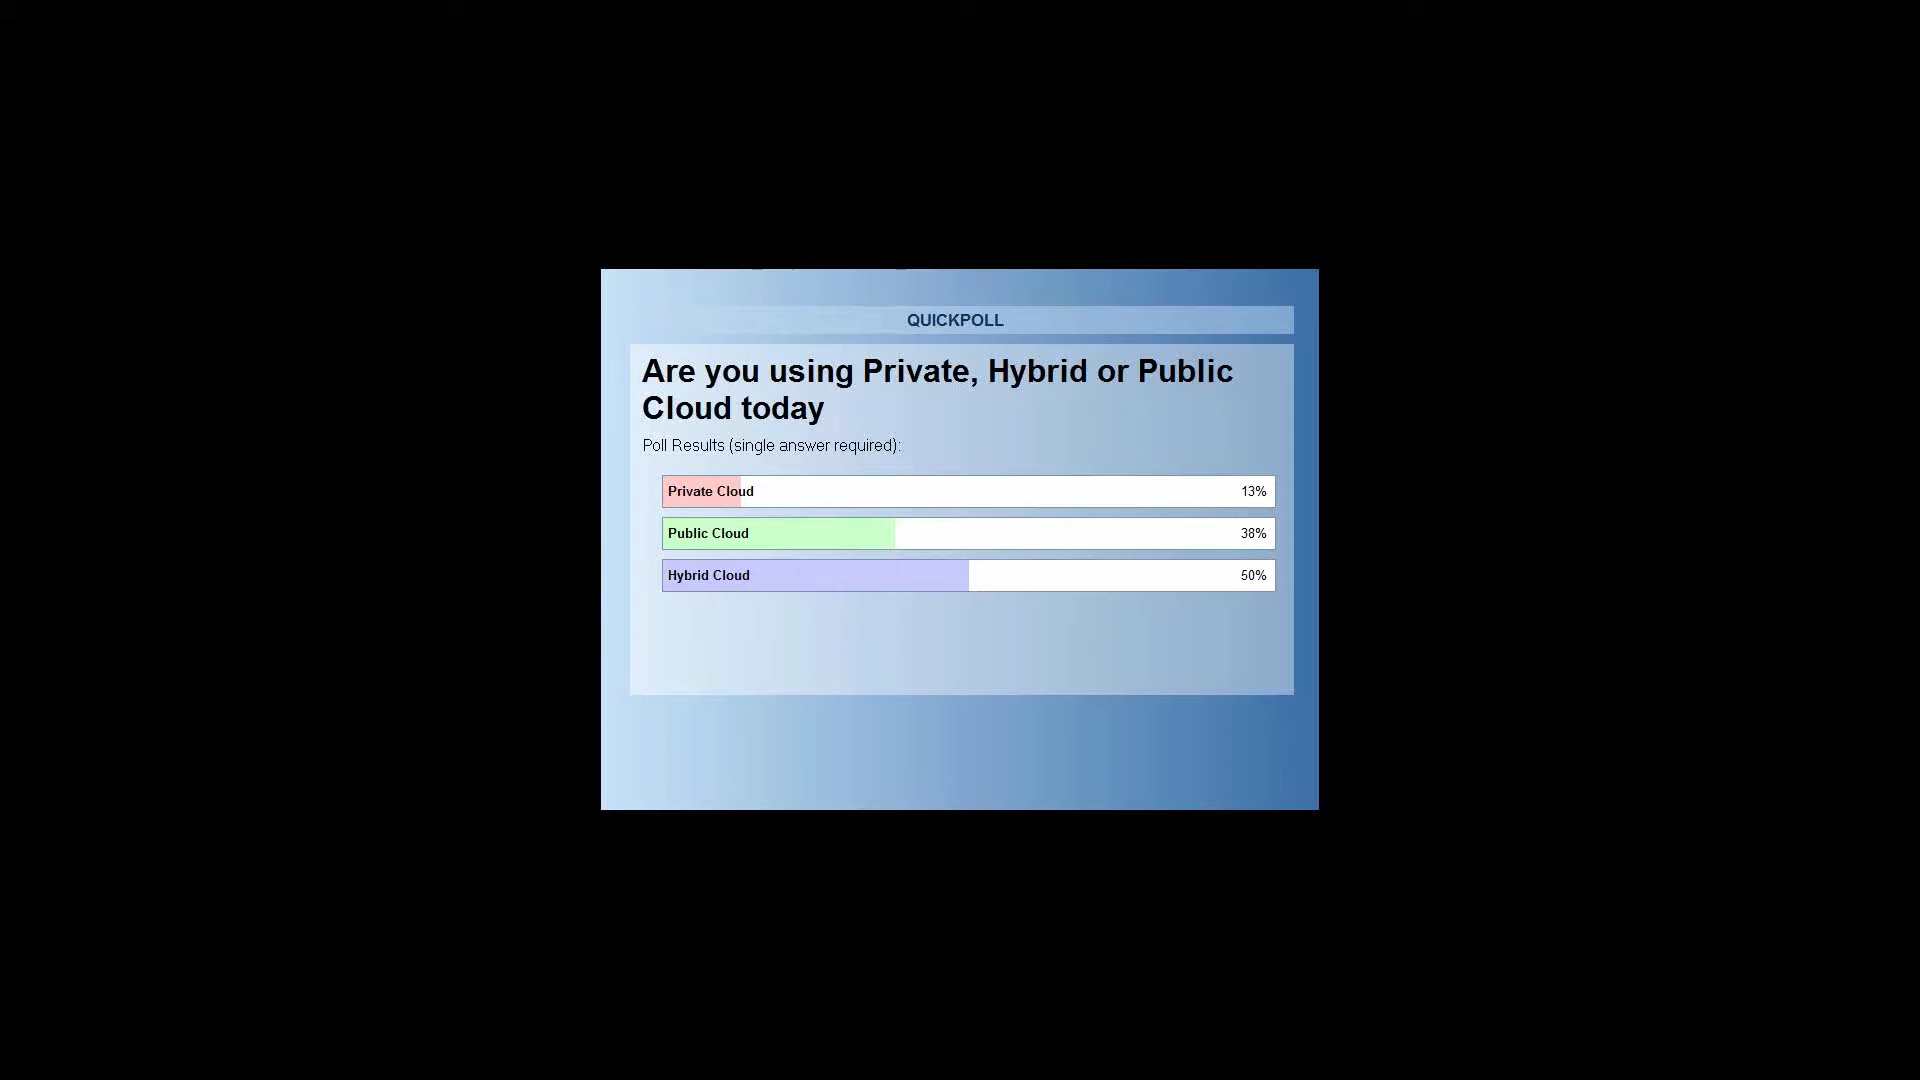 QUICKPOLL
Are you using Private, Hybrid or Public
Cloud today
Poll Results (single answer required):
Private Cloud 13%
Public Cloud 38%
Hybrid Cloud 50%